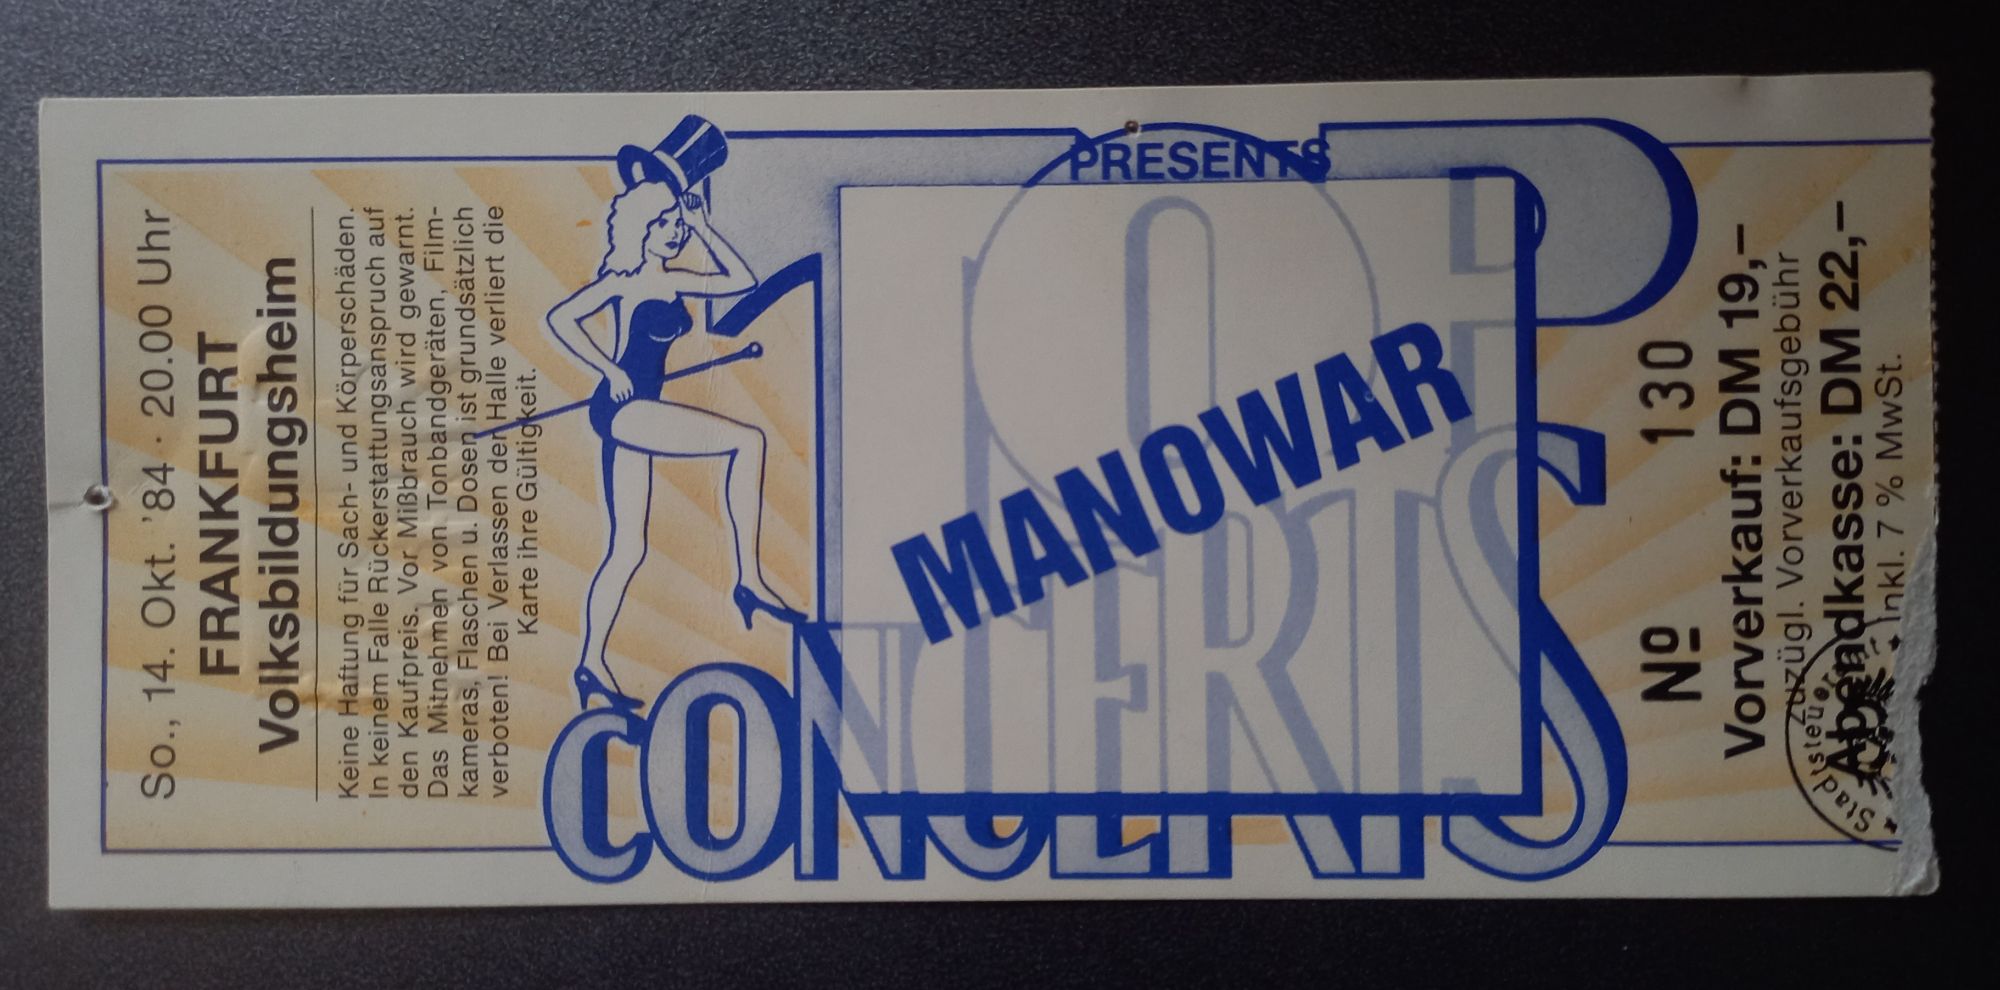 So., 14. Okt. '84 · 20.00 Uhr
FRANKFURT
Volksbildungsheim
Keine Haftung für Sach- und Körperschäden.
In keinem Falle Rückerstattungsanspruch auf
den Kaufpreis. Vor Mißbrauch wird gewarnt.
Das Mitnehmen von Tonbandgeräten, Film-
kameras, Flaschen u. Dosen ist grundsätzlich
verboten! Bei Verlassen der Halle verliert die
Karte ihre Gültigkeit.
PRESENTS
TOP
CONCERTS
MANOWAR
No 130
Vorverkauf: DM 19,–
zuzügl. Vorverkaufsgebühr
Abendkasse: DM 22,–
Inkl. 7 % MwSt.